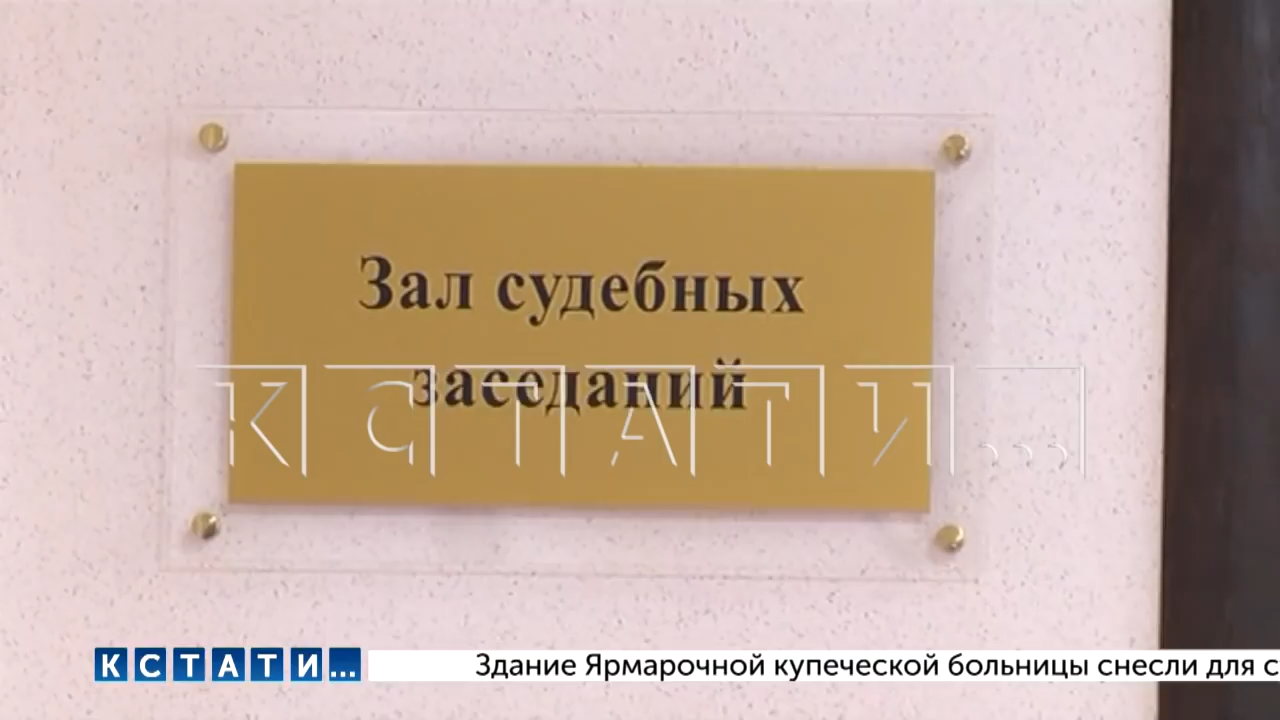 Зал судебных
заседаний
КСТАТИ...
КСТАТИ...
Здание Ярмарочной купеческой больницы снесли для с